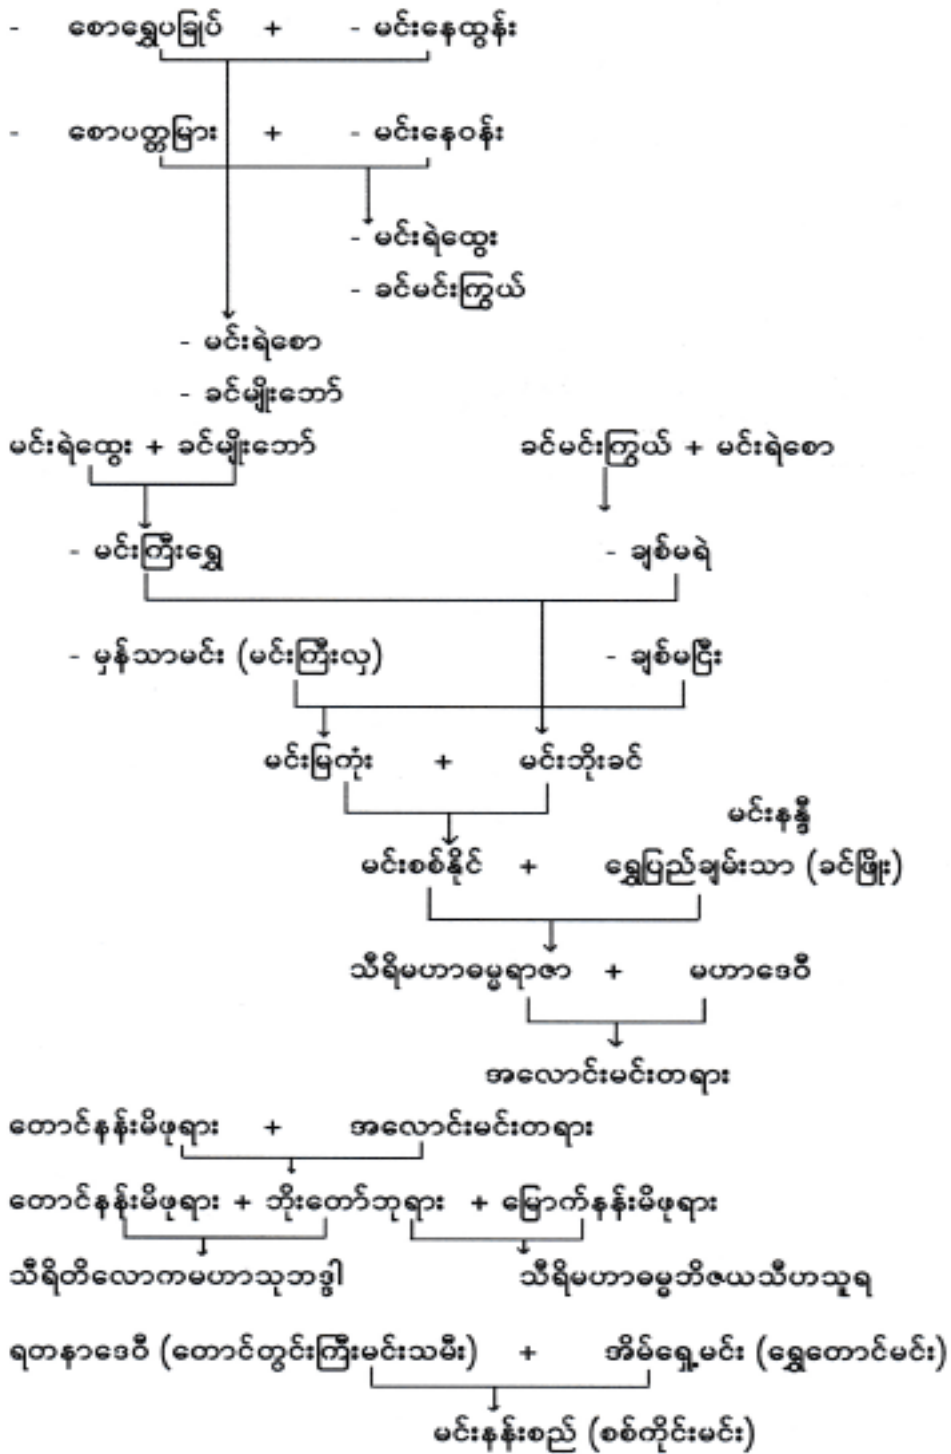 - စောရွှေပခြုပ် + - မင်းနေထွန်း
- စောပတ္တမြား + - မင်းနေဝန်း
- မင်းရဲထွေး
- ခင်မင်းကြွယ်
- မင်းရဲစော
- ခင်မျိုးဘော်
မင်းရဲထွေး + ခင်မျိုးဘော် ခင်မင်းကြွယ် + မင်းရဲစော
- မင်းကြီးရွှေ - ချစ်မရဲ
- မှန်သာမင်း (မင်းကြီးလှ) - ချစ်မငြီး
မင်းမြကုံး + မင်းဘိုးခင်
မင်းနန္ဒစီ
မင်းစစ်နိုင် + ရွှေပြည်ချမ်းသာ (ခင်ဖြိုး)
သီရိမဟာဓမ္မရာဇာ + မဟာဒေဝီ
အလောင်းမင်းတရား
တောင်နန်းမိဖုရား + အလောင်းမင်းတရား
တောင်နန်းမိဖုရား + ဘိုးတော်ဘုရား + မြောက်နန်းမိဖုရား
သီရိတိလောကမဟာသုဘဒ္ဒါ သီရိမဟာဓမ္မဘိဇယသီဟသူရ
ရတနာဒေဝီ (တောင်တွင်းကြီးမင်းသမီး) + အိမ်ရှေ့မင်း (ရွှေတောင်မင်း)
မင်းနန်းစည် (စစ်ကိုင်းမင်း)